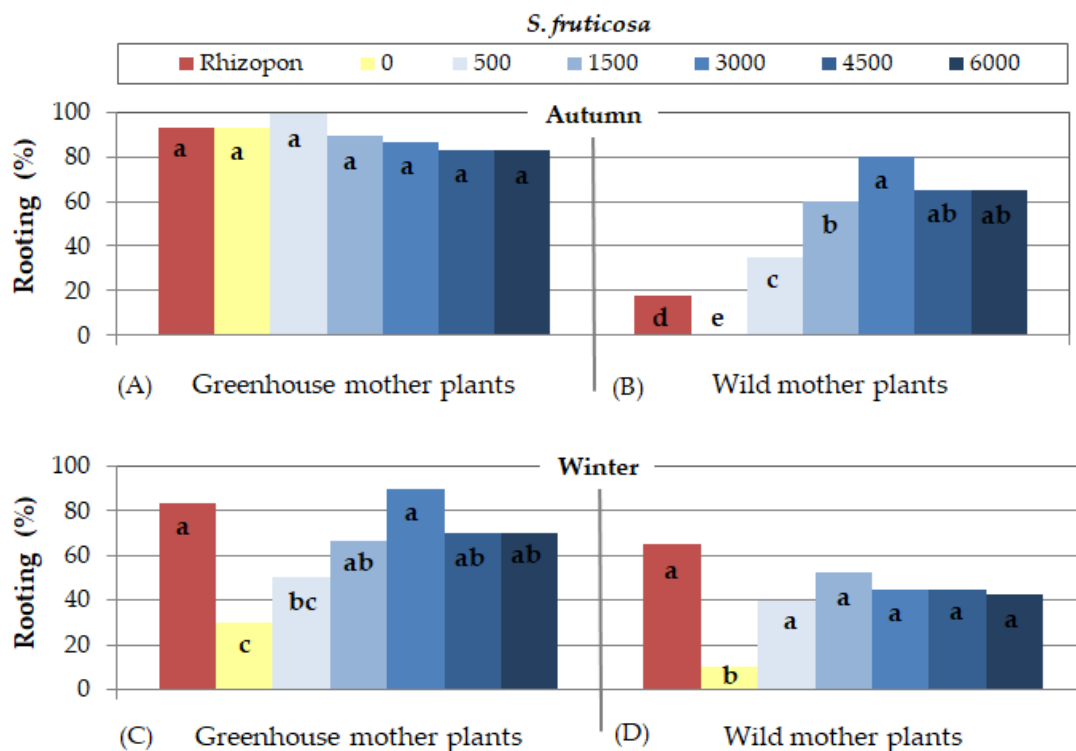 S. fruticosa
Rhizopon 0 500 1500 3000 4500 6000
Autumn
Rooting (%)
100
80
60
40
20
0
a a a a a a a
d e c b a ab ab
(A) Greenhouse mother plants
(B) Wild mother plants
Winter
Rooting (%)
100
80
60
40
20
0
a c bc ab a ab ab
a b a a a a a
(C) Greenhouse mother plants
(D) Wild mother plants